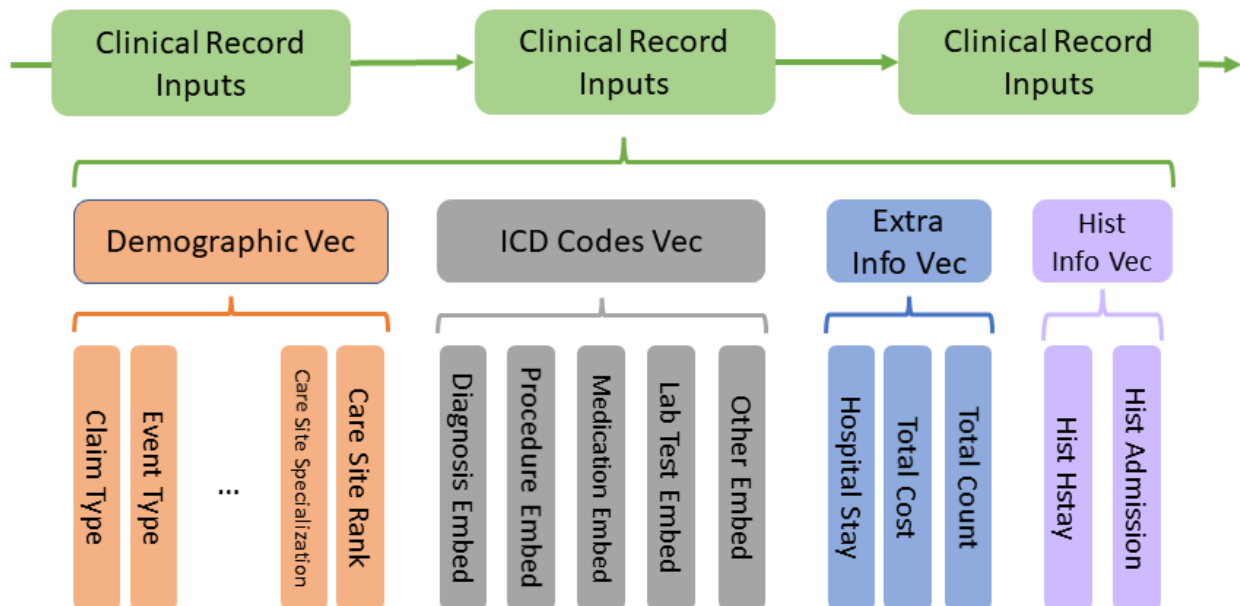 Clinical Record
Inputs
Clinical Record
Inputs
Clinical Record
Inputs
Demographic Vec
ICD Codes Vec
Extra
Info Vec
Hist
Info Vec
Claim Type
Event Type
...
Care Site Specialization
Care Site Rank
Diagnosis Embed
Procedure Embed
Medication Embed
Lab Test Embed
Other Embed
Hospital Stay
Total Cost
Total Count
Hist Hstay
Hist Admission